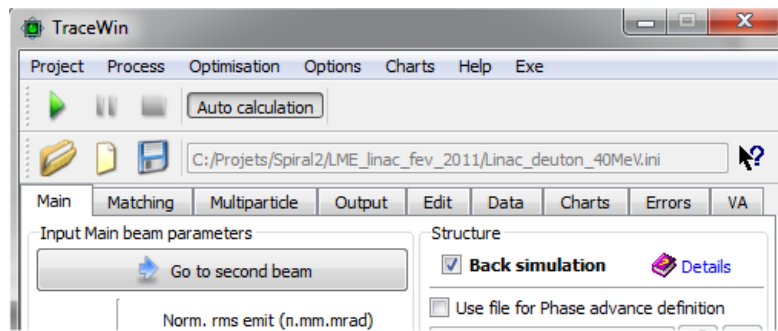 TraceWin
Project Process Optimisation Options Charts Help Exe
Auto calculation
C:/Projets/Spiral2/LME_linac_fev_2011/Linac_deuton_40MeV.ini
Main Matching Multiparticle Output Edit Data Charts Errors VA
Input Main beam parameters
Structure
Go to second beam
Back simulation Details
Use file for Phase advance definition
Norm. rms emit (π.mm.mrad)